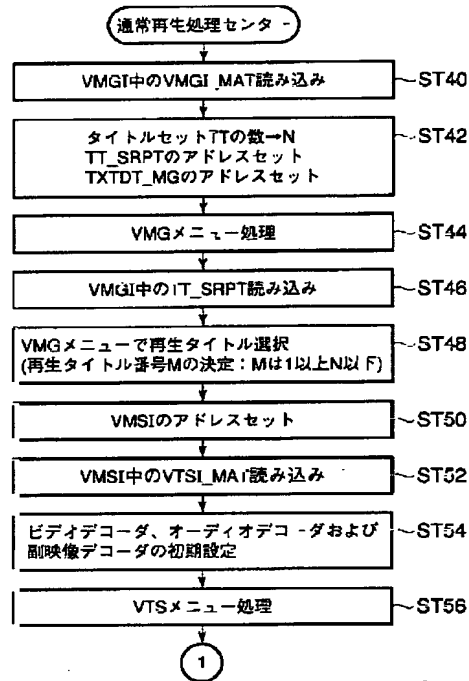 通常再生処理センター
VMGI中のVMGI_MAT読み込み
ST40
タイトルセットTTの数→N
TT_SRPTのアドレスセット
TXTDT_MGのアドレスセット
ST42
VMGメニュー処理
ST44
VMGI中のTT_SRPT読み込み
ST46
VMGメニューで再生タイトル選択
(再生タイトル番号Mの決定：Mは1以上N以下)
ST48
VMSIのアドレスセット
ST50
VMSI中のVTSI_MAT読み込み
ST52
ビデオデコーダ、オーディオデコーダおよび
副映像デコーダの初期設定
ST54
VTSメニュー処理
ST56
1